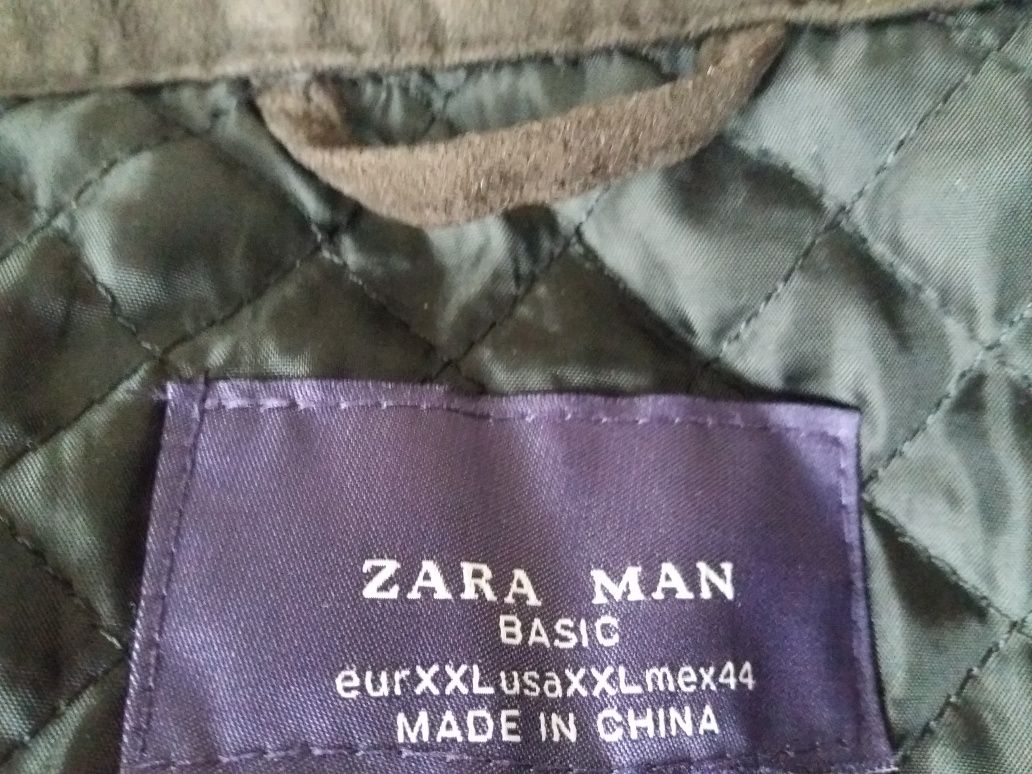 ZARA MAN
BASIC
eurXXLusaXXLmex44
MADE IN CHINA